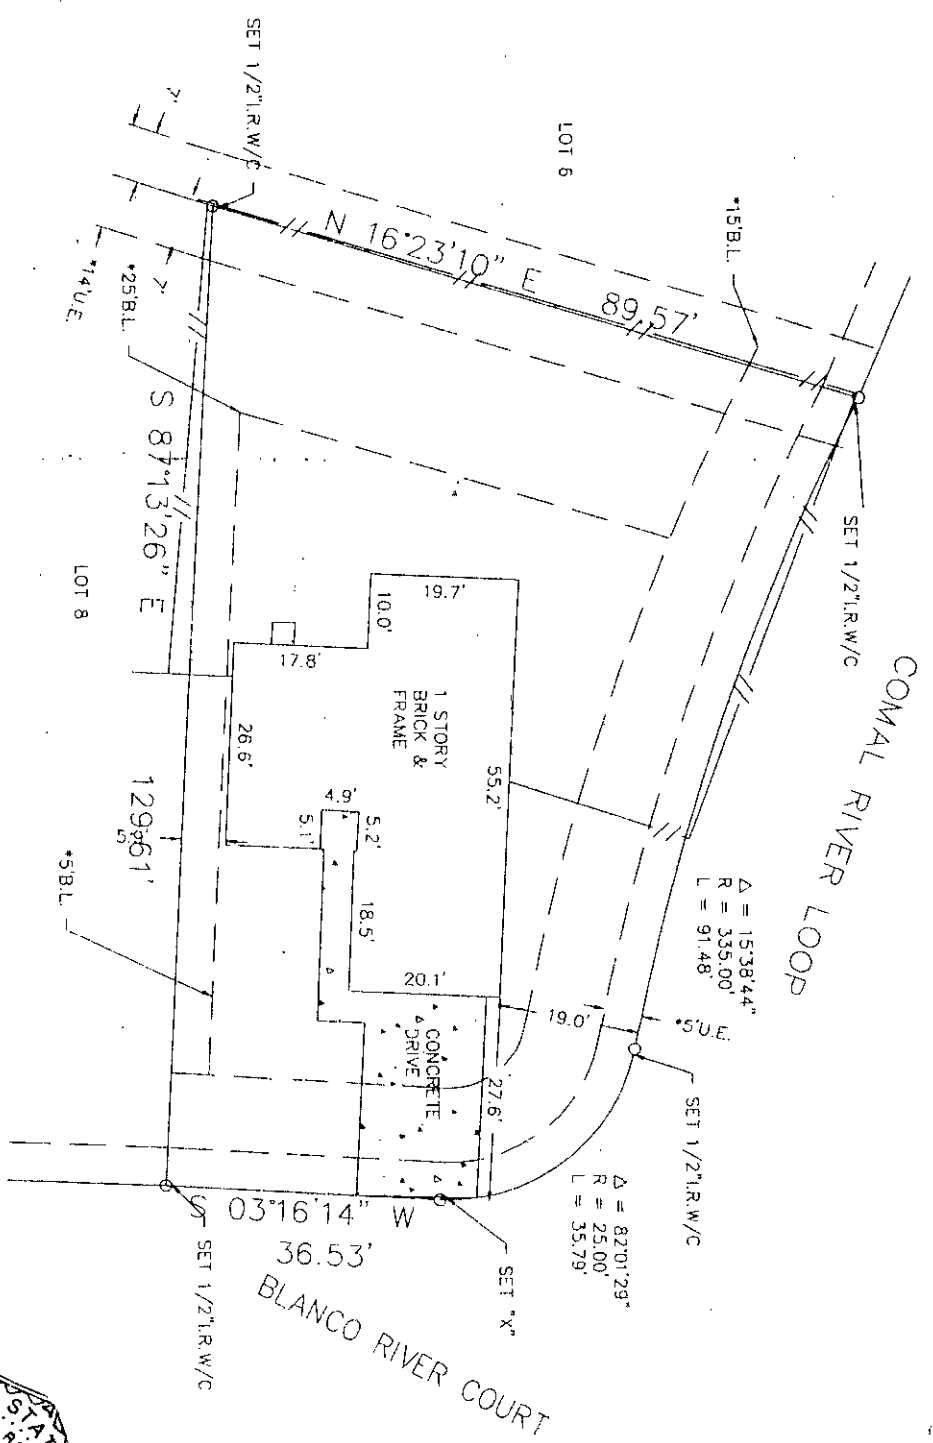 SET 1/2"I.R.W/C
LOT 6
7'
N 16°23'10" E 89.57'
*15'B.L.
7'
*25'B.L.
*14'U.E.
SET 1/2"I.R.W/C
COMAL RIVER LOOP
S 87°13'26" E 129.61'
LOT 8
19.7'
10.0'
17.8'
1 STORY
BRICK &
FRAME
55.2'
26.6'
4.9'
5.2'
5.1'
18.5'
20.1'
*5'B.L.
Δ = 15°38'44"
R = 335.00'
L = 91.48'
19.0'
*5'U.E.
CONCRETE
DRIVE
27.6'
SET 1/2"I.R.W/C
Δ = 82°01'29"
R = 25.00'
L = 35.79'
S 03°16'14" W
36.53'
SET "X"
SET 1/2"I.R.W/C
BLANCO RIVER COURT